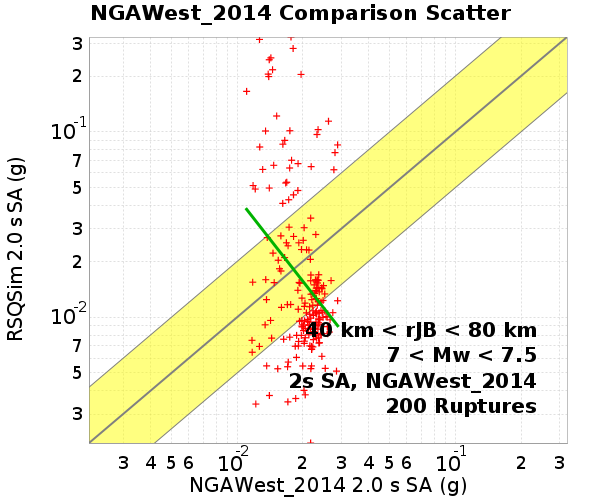 NGAWest_2014 Comparison Scatter
RSQSim 2.0 s SA (g)
3
2
10-1
7
5
3
2
10-2
7
5
3
40 km < rJB < 80 km
7 < Mw < 7.5
2s SA, NGAWest_2014
200 Ruptures
3 4 5 6 10-2 2 3 4 5 6 10-1 2 3
NGAWest_2014 2.0 s SA (g)